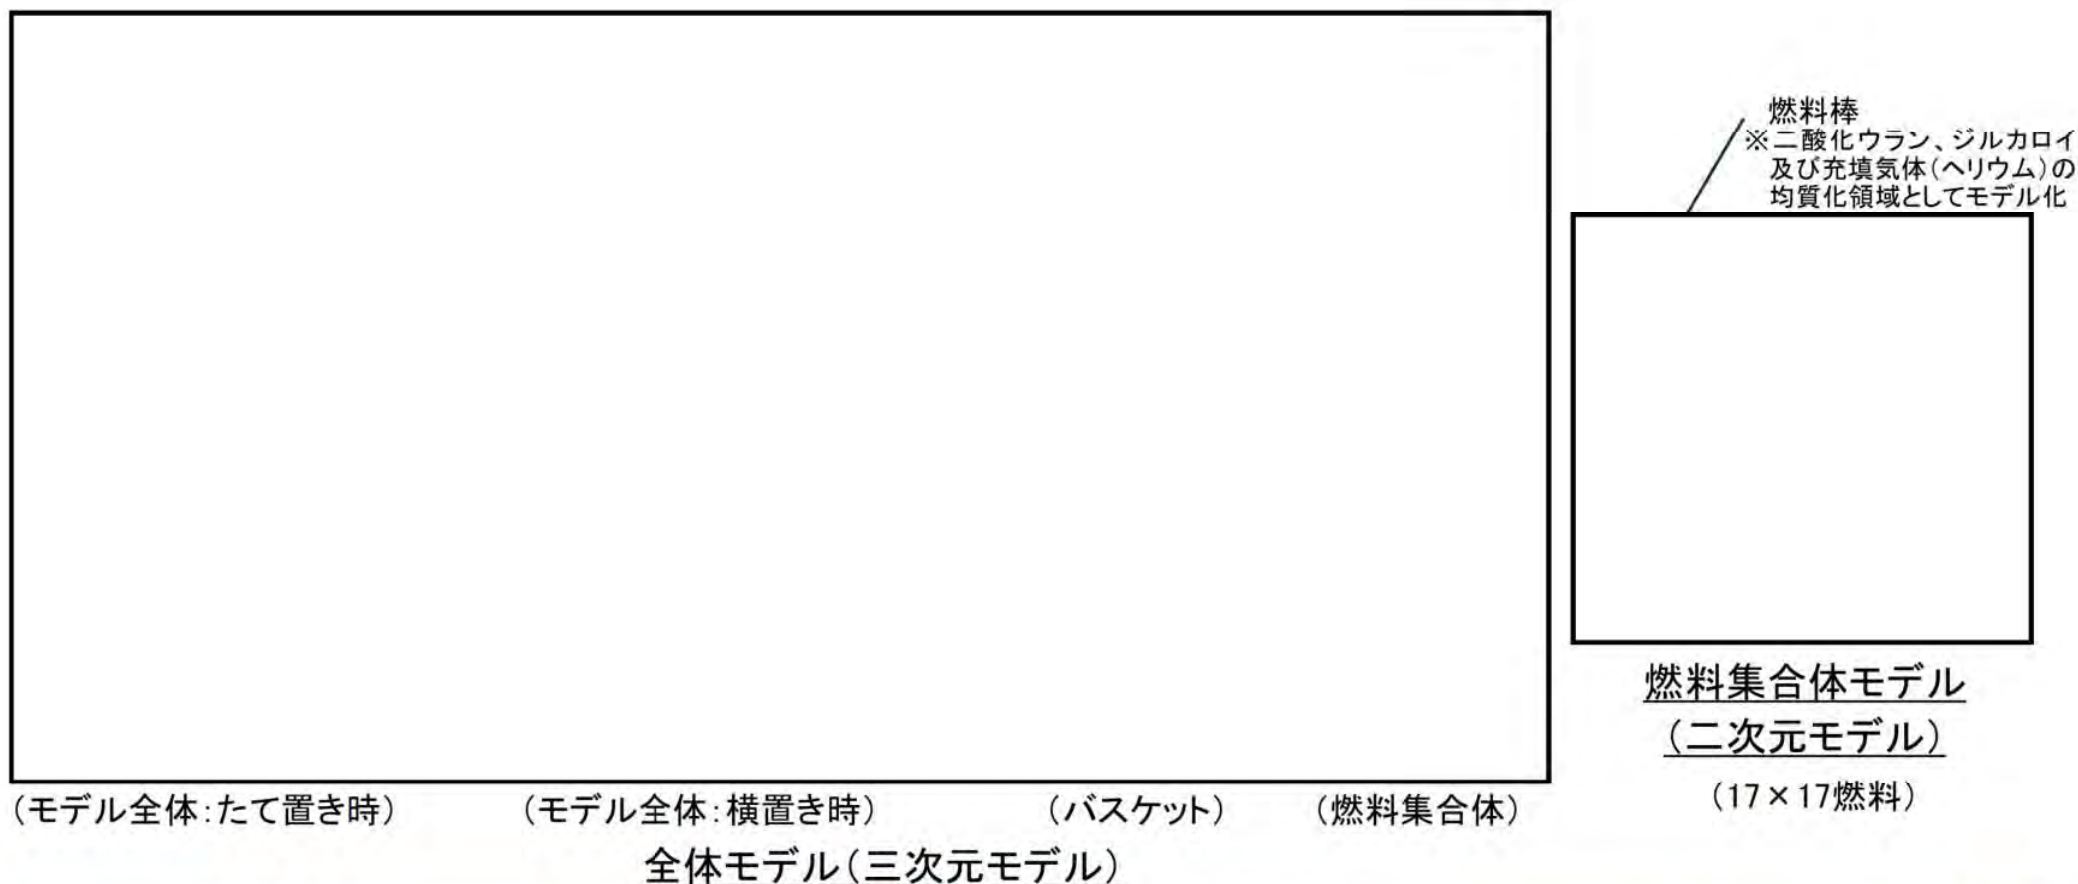 燃料棒
※二酸化ウラン、ジルカロイ
及び充填気体(ヘリウム)の
均質化領域としてモデル化
燃料集合体モデル
(二次元モデル)
(17×17燃料)
(モデル全体:たて置き時)
(モデル全体:横置き時)
(バスケット)
(燃料集合体)
全体モデル(三次元モデル)